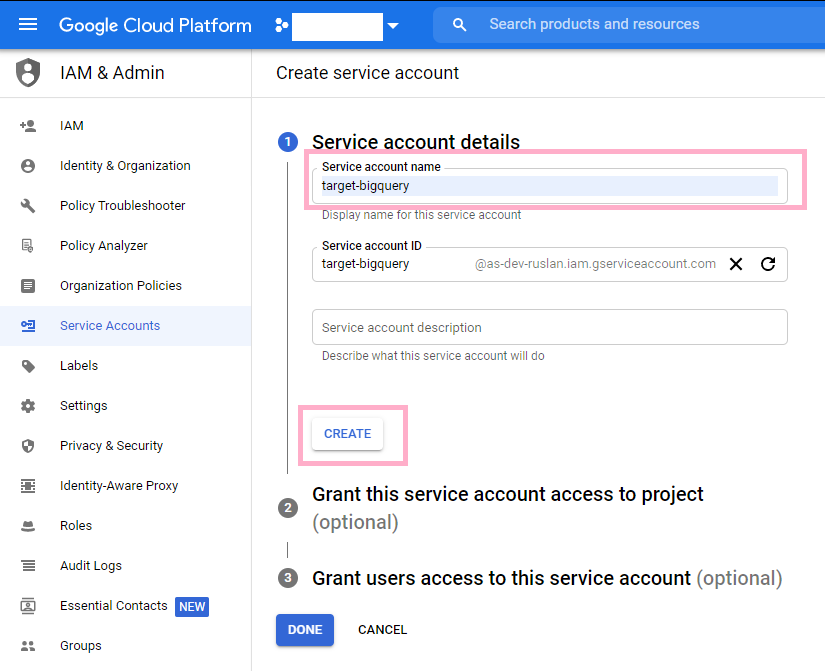 Google Cloud Platform
Search products and resources
IAM & Admin
IAM
Identity & Organization
Policy Troubleshooter
Policy Analyzer
Organization Policies
Service Accounts
Labels
Settings
Privacy & Security
Identity-Aware Proxy
Roles
Audit Logs
Essential Contacts NEW
Groups
Create service account
1 Service account details
Service account name
target-bigquery
Display name for this service account
Service account ID
target-bigquery @as-dev-ruslan.iam.gserviceaccount.com
Service account description
Describe what this service account will do
CREATE
2 Grant this service account access to project
(optional)
3 Grant users access to this service account (optional)
DONE CANCEL